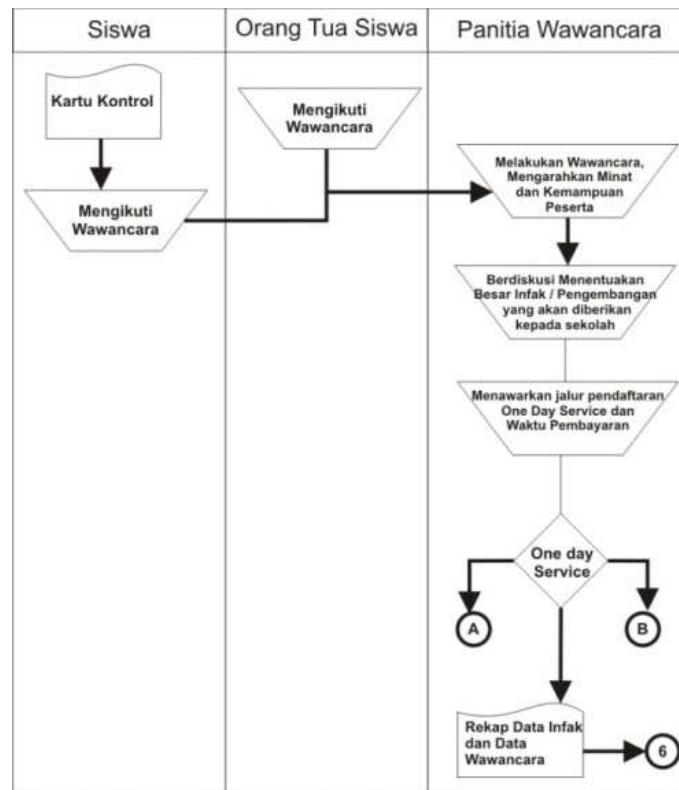 Siswa
Orang Tua Siswa
Panitia Wawancara
Kartu Kontrol
Mengikuti
Wawancara
Mengikuti
Wawancara
Melakukan Wawancara,
Mengarahkan Minat
dan Kemampuan
Peserta
Berdiskusi Menentuakan
Besar Infak / Pengembangan
yang akan diberikan
kepada sekolah
Menawarkan jalur pendaftaran
One Day Service dan
Waktu Pembayaran
One day
Service
A
B
Rekap Data Infak
dan Data
Wawancara
6